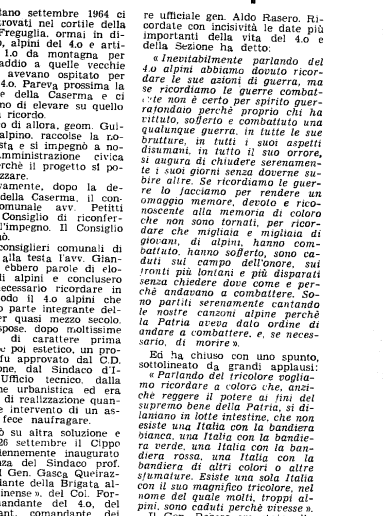 tano settembre 1964 ci
rovati nel cortile della
Freguglia, ormai in di-
o, alpini del 4.o e arti-
1.o da montagna per
addio a quelle vecchie
avevano ospitato per
4.o. Pareva prossima la
e della Caserma e ci
no di elevare su quello
ricordo.
o di allora, geom. Gui-
alpino, raccolse la no-
sta e si impegnò a no-
mministrazione civica
rchè il progetto si po-
zzare.
vamente, dopo la de-
della Caserma, il con-
omunale avv. Petitti
Consiglio di riconfer-
l'impegno. Il Consiglio
nò.
consiglieri comunali di
alla testa l'avv. Gian-
ebbero parole di elo-
di alpini e conclusero
necessario ricordare in
odo il 4.o alpini che
o parte integrante del-
er quasi mezzo secolo.
spose, dopo moltissime
di carattere prima
e poi estetico, un pro-
fu approvato dal C.D.
one, dal Sindaco d'I-
Ufficio tecnico, dalla
ne urbanistica ed era
di realizzazione quan-
e intervento di un as-
fece naufragare.
ò su altra soluzione e
26 settembre il Cippo
lennemente inaugurato
nza del Sindaco prof.
l Gen. Gasca Queiraz-
dante della Brigata al-
inense », del Col. For-
mandante del 4.o, del
ant. comandante del
re ufficiale gen. Aldo Rasero. Ri-
cordate con incisività le date più
importanti della vita del 4.o e
della Sezione ha detto:
« Inevitabilmente parlando del
4.o alpini abbiamo dovuto ricor-
dare le sue azioni di guerra, ma
se ricordiamo le guerre combat-
te non è certo per spirito guer-
rafondaio perchè proprio chi ha
vissuto, sofferto e combattuto una
qualunque guerra, in tutte le sue
brutture, in tutti i suoi aspetti
disumani, in tutto il suo orrore,
si augura di chiudere serenamen-
te i suoi giorni senza doverne su-
bire altre. Se ricordiamo le guer-
re lo facciamo per rendere un
omaggio memore, devoto e rico-
noscente alla memoria di coloro
che non sono tornati, per ricor-
dare che migliaia e migliaia di
giovani, di alpini, hanno com-
battuto, hanno sofferto, sono ca-
duti sul campo dell'onore, sui
fronti più lontani e più disparati
senza chiedere dove come e per-
chè andavano a combattere. So-
no partiti serenamente cantando
le nostre canzoni alpine perchè
la Patria aveva dato ordine di
andare a combattere, e, se neces-
sario, di morire ».
Ed ha chiuso con uno spunto,
sottolineato da grandi applausi:
« Parlando del tricolore voglia-
mo ricordare a coloro che, anzi-
chè reggere il potere ai fini del
supremo bene della Patria, si di-
laniano in lotte intestine, che non
esiste una Italia con la bandiera
bianca, una Italia con la bandie-
ra verde, una Italia con la ban-
diera rossa, una Italia con la
bandiera di altri colori o altre
sfumature. Esiste una sola Italia
con il suo magnifico tricolore, nel
nome del quale molti, troppi al-
pini, sono caduti perchè vivesse ».